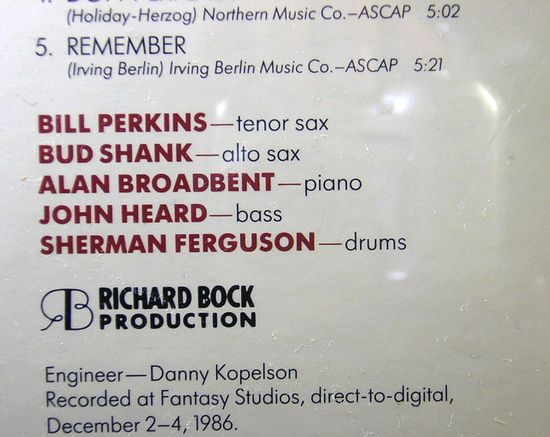 (Holiday-Herzog) Northern Music Co.–ASCAP 5:02
5. REMEMBER
(Irving Berlin) Irving Berlin Music Co.–ASCAP 5:21
BILL PERKINS—tenor sax
BUD SHANK—alto sax
ALAN BROADBENT—piano
JOHN HEARD—bass
SHERMAN FERGUSON—drums
RB RICHARD BOCK
PRODUCTION
Engineer—Danny Kopelson
Recorded at Fantasy Studios, direct-to-digital,
December 2–4, 1986.